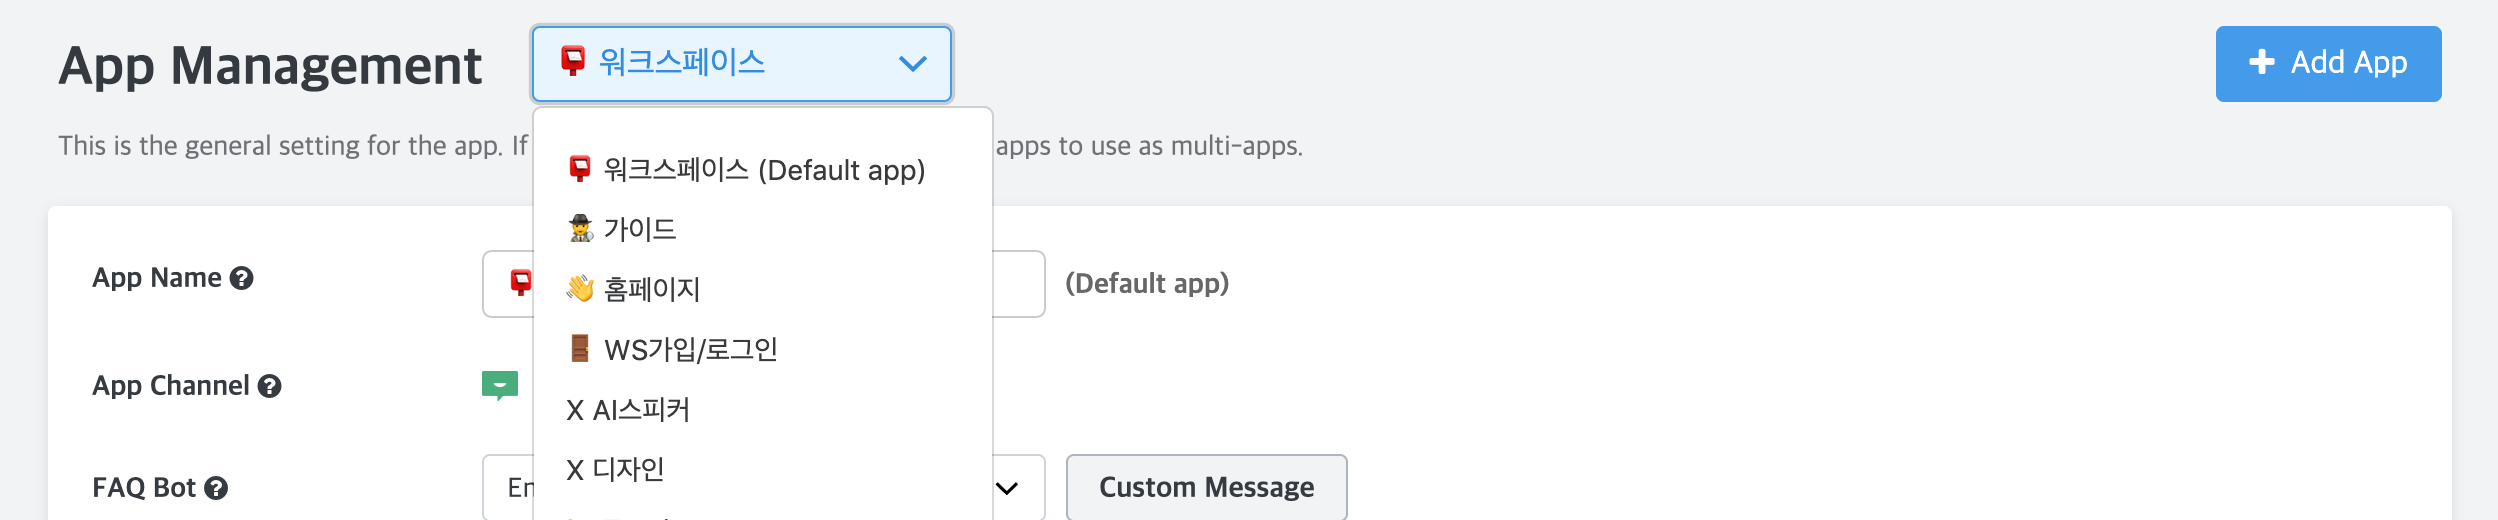 App Management
📮 워크스페이스
Add App
This is the general setting for the app. If
apps to use as multi-apps.
📮 워크스페이스 (Default app)
🕵️ 가이드
👋 홈페이지
🚪 WS가입/로그인
X AI스피커
X 디자인
App Name
(Default app)
App Channel
FAQ Bot
En
Custom Message